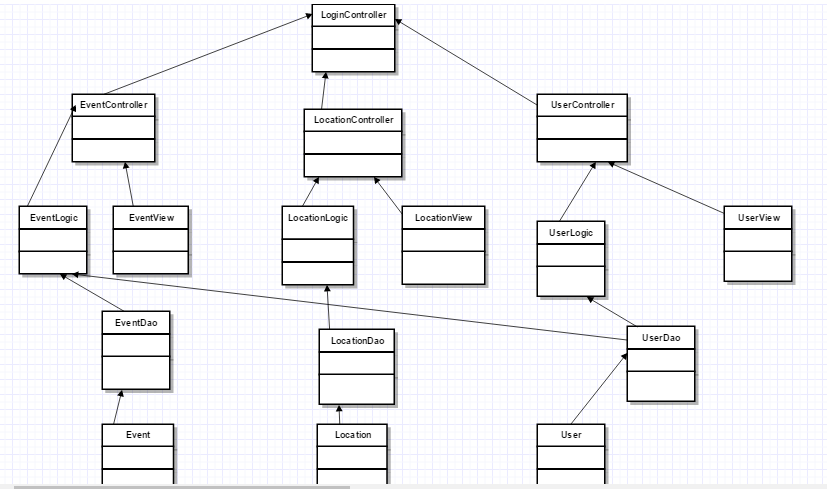 LoginController
EventController
LocationController
UserController
EventLogic
EventView
LocationLogic
LocationView
UserLogic
UserView
EventDao
LocationDao
UserDao
Event
Location
User